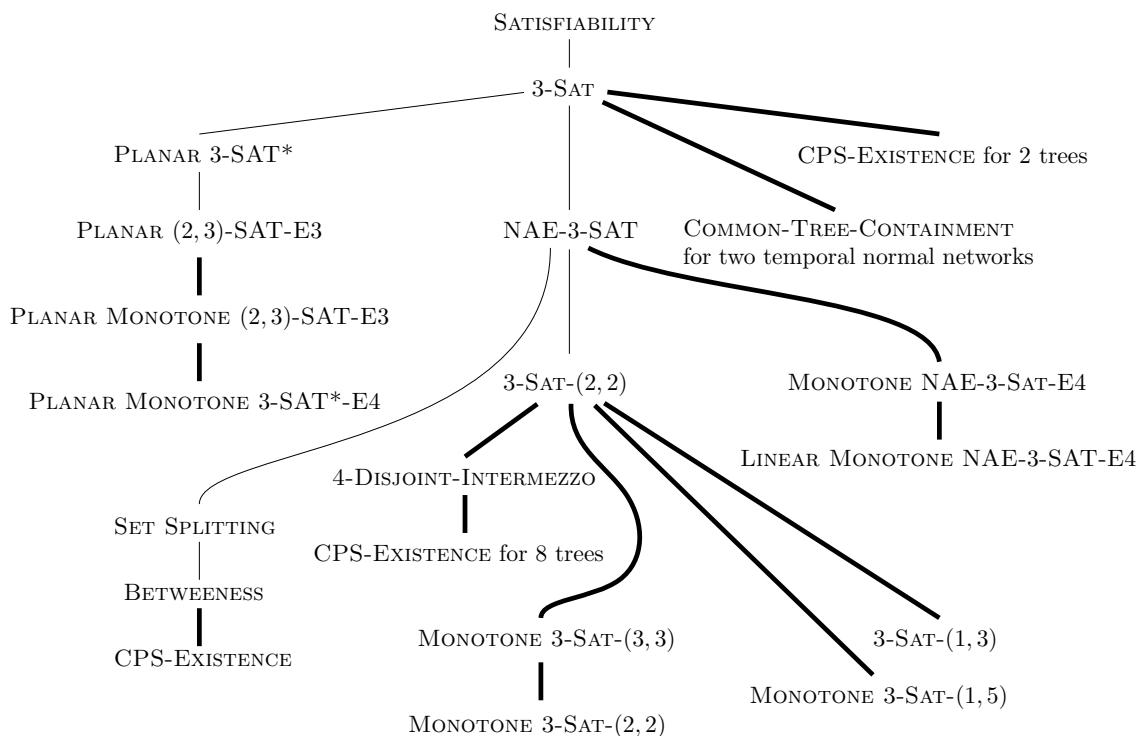 SATISFIABILITY
3-SAT
PLANAR 3-SAT*
CPS-EXISTENCE for 2 trees
PLANAR (2, 3)-SAT-E3
NAE-3-SAT
COMMON-TREE-CONTAINMENT
for two temporal normal networks
PLANAR MONOTONE (2, 3)-SAT-E3
PLANAR MONOTONE 3-SAT*-E4
3-SAT-(2, 2)
MONOTONE NAE-3-SAT-E4
4-DISJOINT-INTERMEZZO
LINEAR MONOTONE NAE-3-SAT-E4
SET SPLITTING
CPS-EXISTENCE for 8 trees
BETWEENESS
CPS-EXISTENCE
MONOTONE 3-SAT-(3, 3)
3-SAT-(1, 3)
MONOTONE 3-SAT-(1, 5)
MONOTONE 3-SAT-(2, 2)